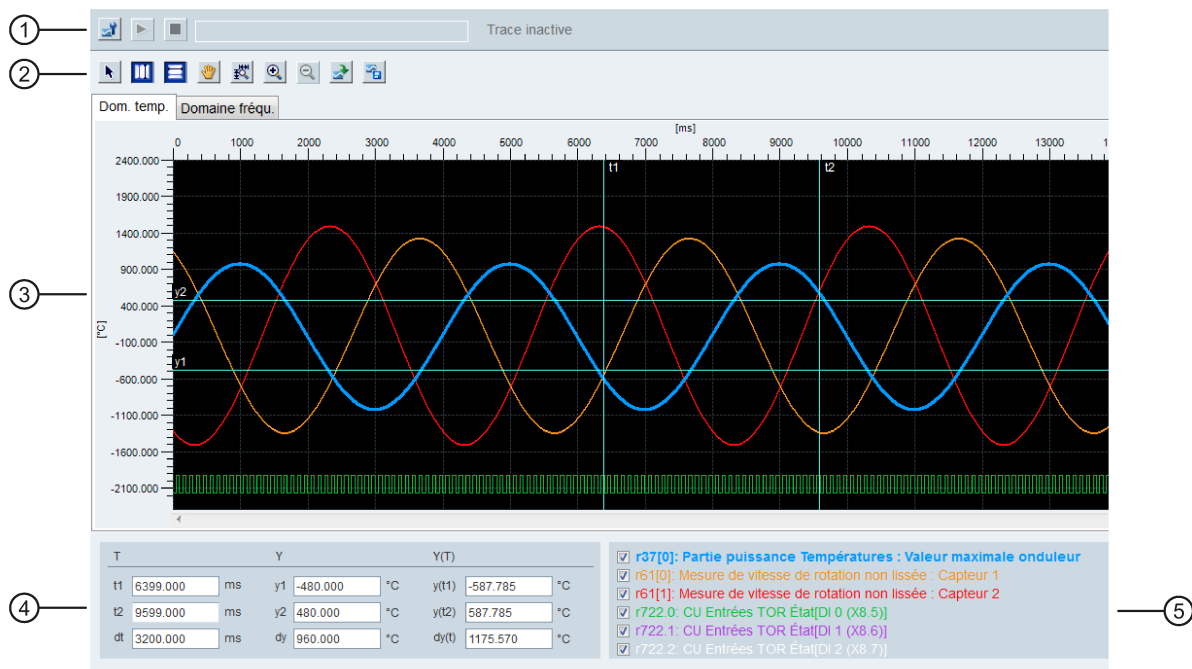 1
Trace inactive
2
Dom. temp. Domaine fréqu.
[ms]
0 1000 2000 3000 4000 5000 6000 7000 8000 9000 10000 11000 12000 13000 1
t1 t2
2400.000
1900.000
1400.000
900.000
y2
3
400.000
[°C]
-100.000
y1
-600.000
-1100.000
-1600.000
-2100.000
T Y Y(T)
t1 6399.000 ms y1 -480.000 °C y(t1) -587.785 °C
t2 9599.000 ms y2 480.000 °C y(t2) 587.785 °C
dt 3200.000 ms dy 960.000 °C dy(t) 1175.570 °C
4
r37[0]: Partie puissance Températures : Valeur maximale onduleur
r61[0]: Mesure de vitesse de rotation non lissée : Capteur 1
r61[1]: Mesure de vitesse de rotation non lissée : Capteur 2
r722.0: CU Entrées TOR État[DI 0 (X8.5)]
r722.1: CU Entrées TOR État[DI 1 (X8.6)]
r722.2: CU Entrées TOR État[DI 2 (X8.7)]
5